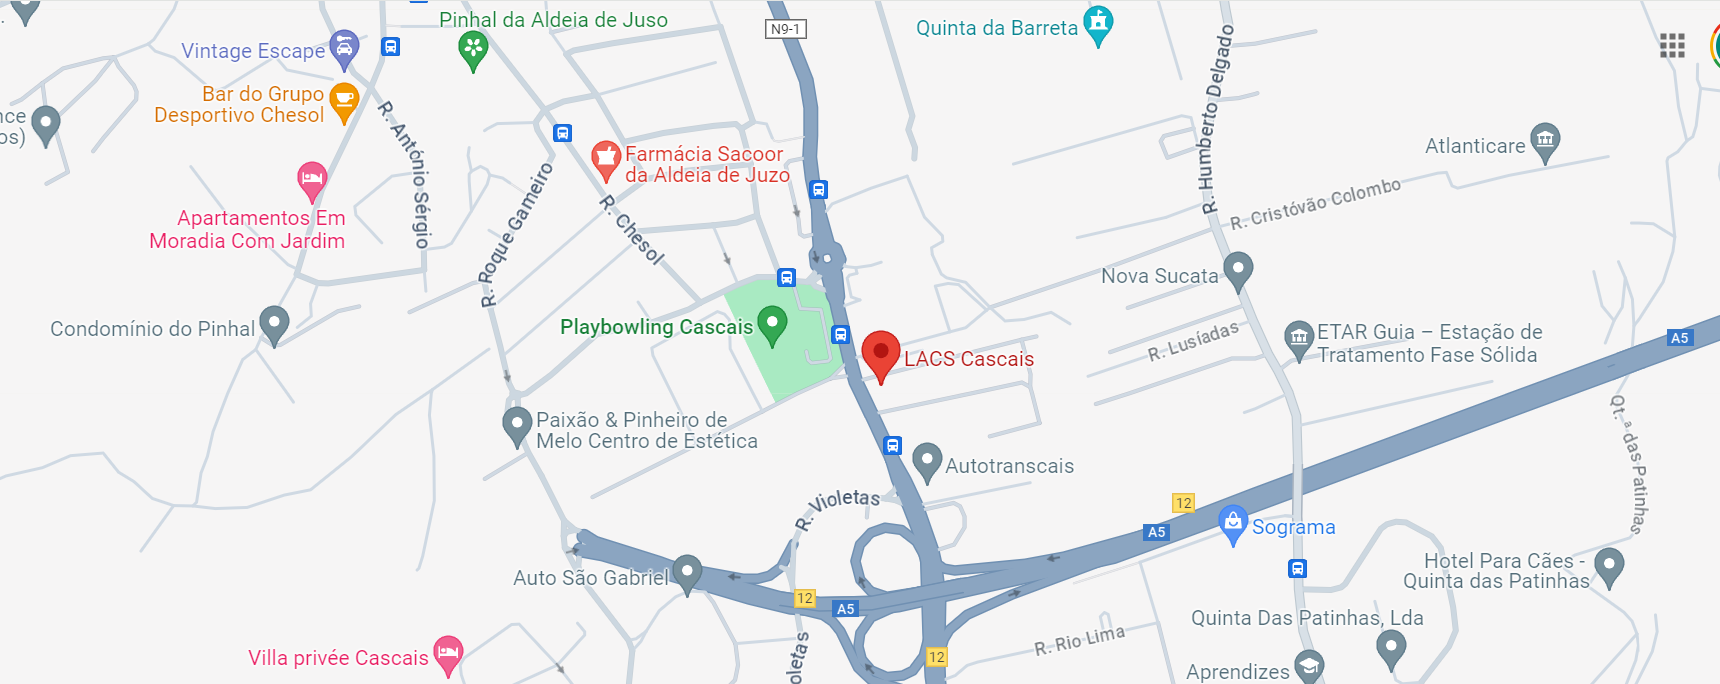 Pinhal da Aldeia de Juso
N9-1
Quinta da Barreta
Vintage Escape
Bar do Grupo
Desportivo Chesol
nce
os)
R. António Sérgio
R. Humberto Delgado
Atlanticare
Farmácia Sacoor
da Aldeia de Juzo
Apartamentos Em
Moradia Com Jardim
R. Roque Gameiro
R. Chesol
R. Cristóvão Colombo
Nova Sucata
Condomínio do Pinhal
Playbowling Cascais
LACS Cascais
R. Lusíadas
ETAR Guia – Estação de
Tratamento Fase Sólida
A5
Paixão & Pinheiro de
Melo Centro de Estética
Qt.ª das Patinhas
Autotranscais
R. Violetas
12
A5
Sograma
Auto São Gabriel
12
A5
Hotel Para Cães -
Quinta das Patinhas
Quinta Das Patinhas, Lda
R. Rio Lima
oletas
12
Villa privée Cascais
Aprendizes